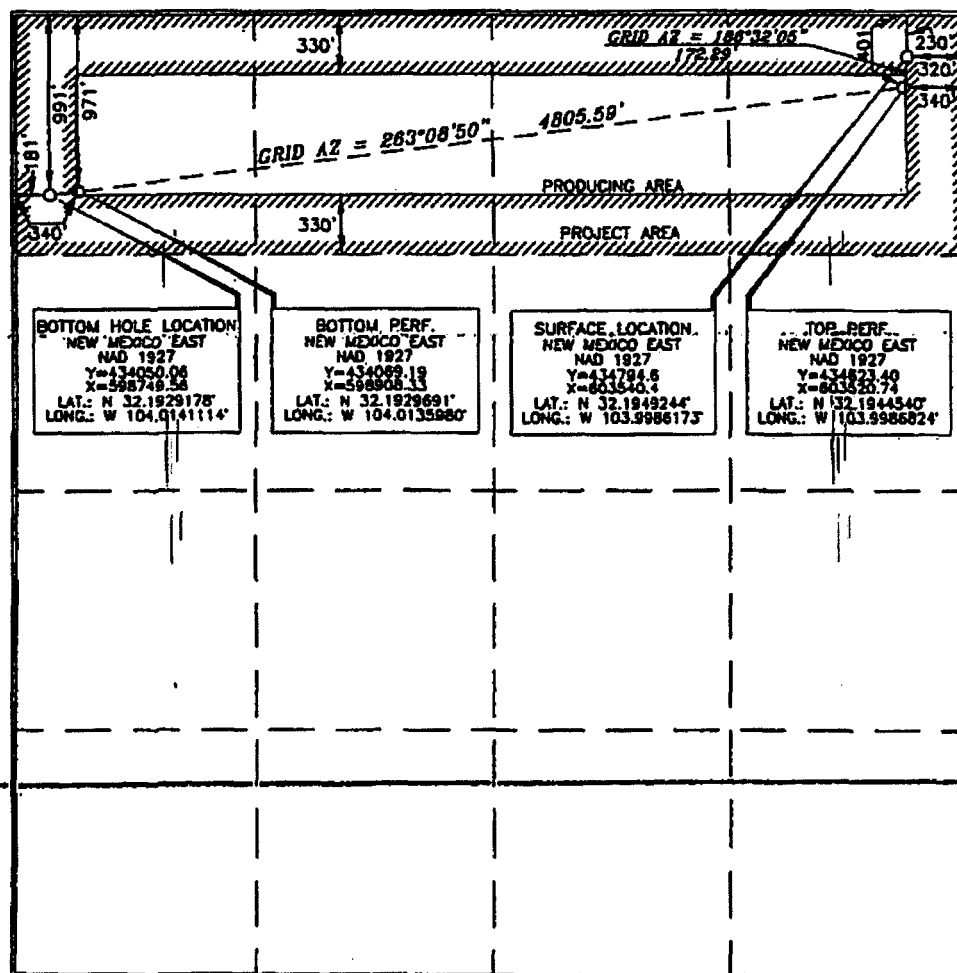 330'
GRID AZ = 186°32'05"
172.29'
401'
230'
320'
340'
991'
971'
181'
GRID AZ = 263°08'50" 4805.59'
PRODUCING AREA
340'
330'
PROJECT AREA
BOTTOM HOLE LOCATION
NEW MEXICO EAST
NAD 1927
Y=434050.06
X=598749.56
LAT.: N 32.1929178°
LONG.: W 104.0141114°
BOTTOM PERF.
NEW MEXICO EAST
NAD 1927
Y=434069.19
X=598908.33
LAT.: N 32.1929691°
LONG.: W 104.0135980°
SURFACE LOCATION
NEW MEXICO EAST
NAD 1927
Y=434794.6
X=603540.4
LAT.: N 32.1949244°
LONG.: W 103.9986173°
TOP PERF.
NEW MEXICO EAST
NAD 1927
Y=434623.40
X=603520.74
LAT.: N 32.1944540°
LONG.: W 103.9986824°